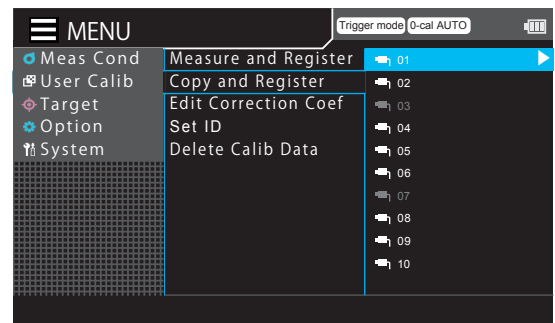 MENU
Trigger mode 0-cal AUTO
Meas Cond
User Calib
Target
Option
System
Measure and Register
Copy and Register
Edit Correction Coef
Set ID
Delete Calib Data
01
02
03
04
05
06
07
08
09
10